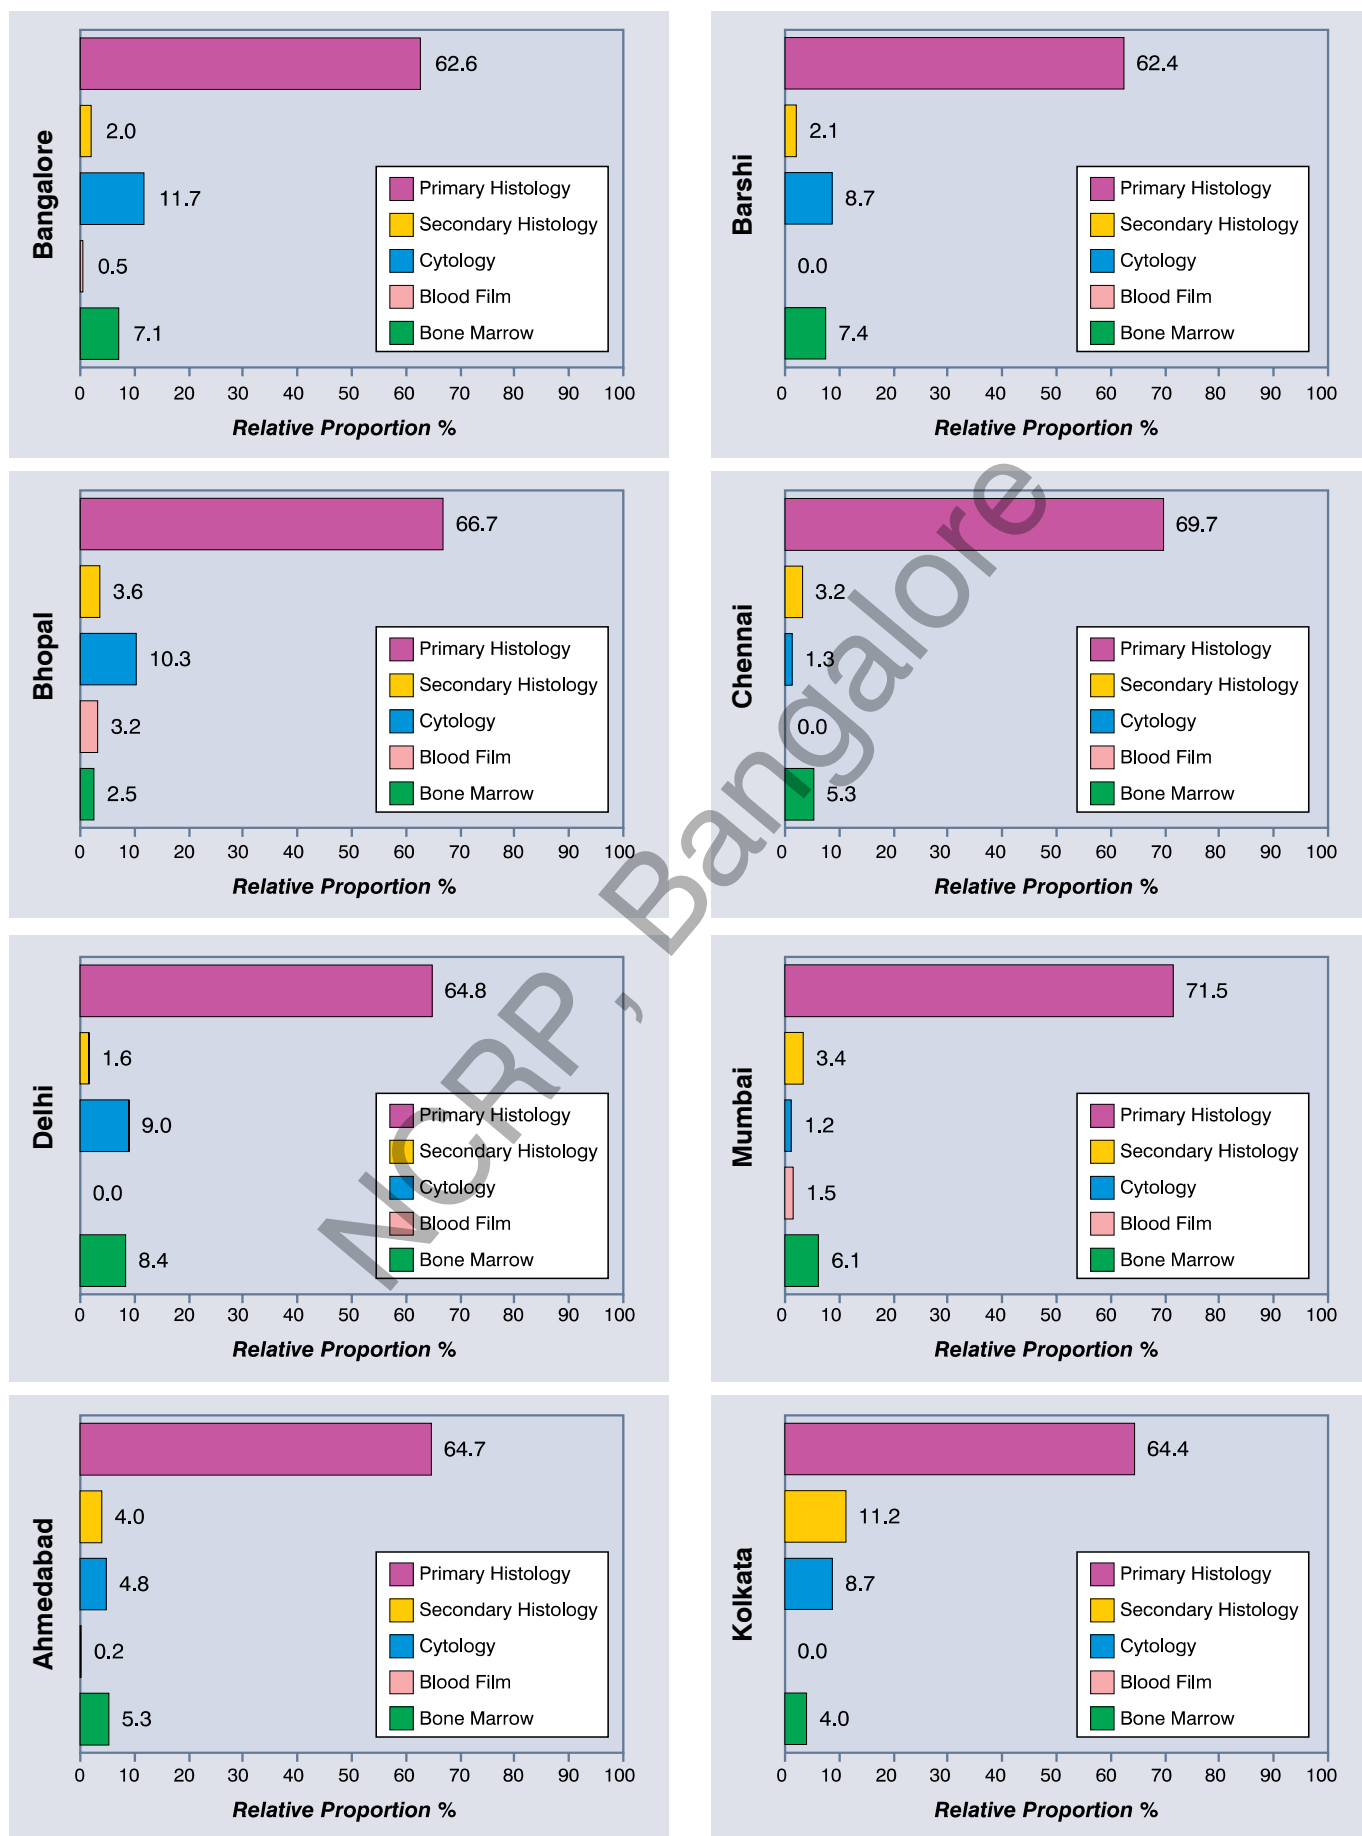 Bangalore
62.6
2.0
11.7
0.5
7.1
Primary Histology
Secondary Histology
Cytology
Blood Film
Bone Marrow
0 10 20 30 40 50 60 70 80 90 100
Relative Proportion %
Barshi
62.4
2.1
8.7
0.0
7.4
Primary Histology
Secondary Histology
Cytology
Blood Film
Bone Marrow
0 10 20 30 40 50 60 70 80 90 100
Relative Proportion %
Bhopal
66.7
3.6
10.3
3.2
2.5
Primary Histology
Secondary Histology
Cytology
Blood Film
Bone Marrow
0 10 20 30 40 50 60 70 80 90 100
Relative Proportion %
Chennai
69.7
3.2
1.3
0.0
5.3
Primary Histology
Secondary Histology
Cytology
Blood Film
Bone Marrow
0 10 20 30 40 50 60 70 80 90 100
Relative Proportion %
Delhi
64.8
1.6
9.0
0.0
8.4
Primary Histology
Secondary Histology
Cytology
Blood Film
Bone Marrow
0 10 20 30 40 50 60 70 80 90 100
Relative Proportion %
Mumbai
71.5
3.4
1.2
1.5
6.1
Primary Histology
Secondary Histology
Cytology
Blood Film
Bone Marrow
0 10 20 30 40 50 60 70 80 90 100
Relative Proportion %
Ahmedabad
64.7
4.0
4.8
0.2
5.3
Primary Histology
Secondary Histology
Cytology
Blood Film
Bone Marrow
0 10 20 30 40 50 60 70 80 90 100
Relative Proportion %
Kolkata
64.4
11.2
8.7
0.0
4.0
Primary Histology
Secondary Histology
Cytology
Blood Film
Bone Marrow
0 10 20 30 40 50 60 70 80 90 100
Relative Proportion %
NCRP , Bangalore